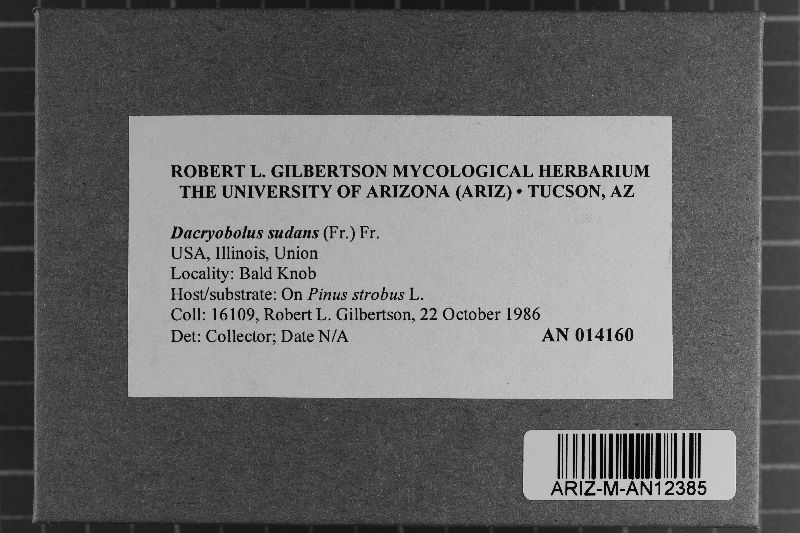 ROBERT L. GILBERTSON MYCOLOGICAL HERBARIUM
THE UNIVERSITY OF ARIZONA (ARIZ) • TUCSON, AZ
Dacryobolus sudans (Fr.) Fr.
USA, Illinois, Union
Locality: Bald Knob
Host/substrate: On Pinus strobus L.
Coll: 16109, Robert L. Gilbertson, 22 October 1986
Det: Collector; Date N/A AN 014160
ARIZ-M-AN12385